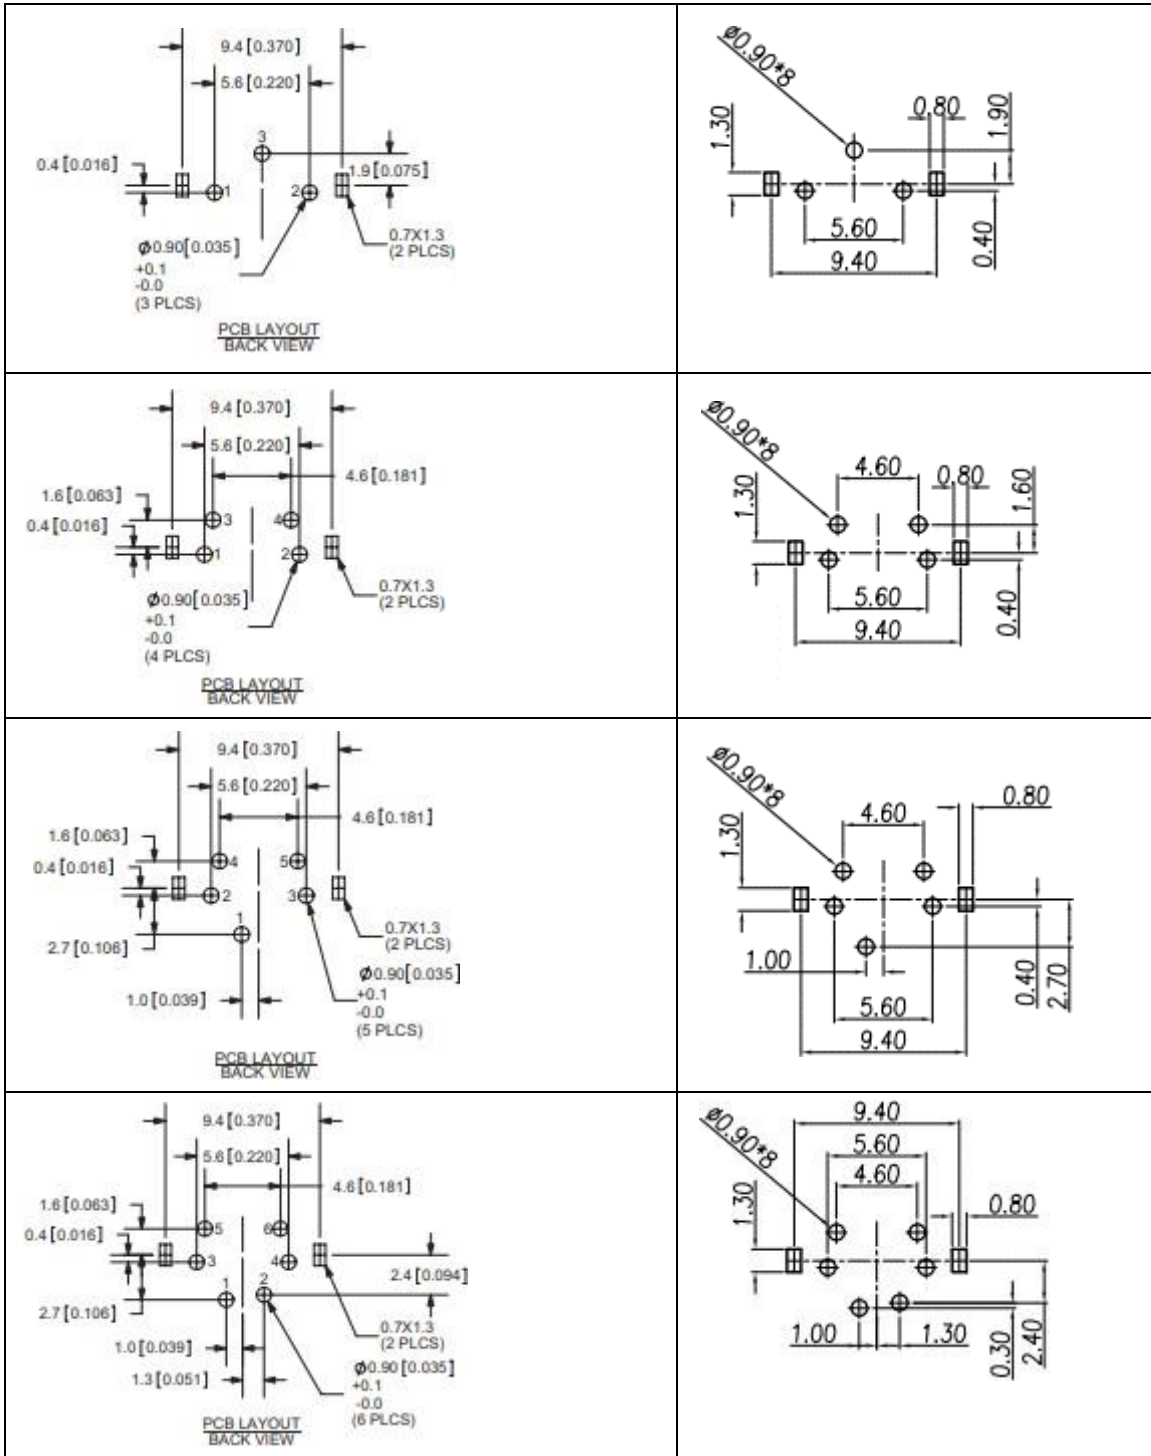 9.4[0.370]
5.6[0.220]
3
0.4[0.016]
1.9[0.075]
1
2
Ø0.90[0.035]
+0.1
-0.0
(3 PLCS)
0.7X1.3
(2 PLCS)
PCB LAYOUT
BACK VIEW
Ø0.90*8
0.80
1.90
1.30
5.60
0.40
9.40
9.4[0.370]
5.6[0.220]
4.6[0.181]
1.6[0.063]
3
4
0.4[0.016]
1
2
Ø0.90[0.035]
+0.1
-0.0
(4 PLCS)
0.7X1.3
(2 PLCS)
PCB LAYOUT
BACK VIEW
Ø0.90*8
4.60
0.80
1.60
1.30
5.60
0.40
9.40
9.4[0.370]
5.6[0.220]
4.6[0.181]
1.6[0.063]
4
5
0.4[0.016]
2
3
1
2.7[0.106]
0.7X1.3
(2 PLCS)
1.0[0.039]
Ø0.90[0.035]
+0.1
-0.0
(5 PLCS)
PCB LAYOUT
BACK VIEW
Ø0.90*8
0.80
4.60
1.30
1.00
0.40
2.70
5.60
9.40
9.4[0.370]
5.6[0.220]
4.6[0.181]
1.6[0.063]
5
6
0.4[0.016]
3
4
1
2
2.4[0.094]
2.7[0.106]
0.7X1.3
(2 PLCS)
1.0[0.039]
1.3[0.051]
Ø0.90[0.035]
+0.1
-0.0
(6 PLCS)
PCB LAYOUT
BACK VIEW
9.40
Ø0.90*8
5.60
4.60
0.80
1.30
1.00
1.30
0.30
2.40